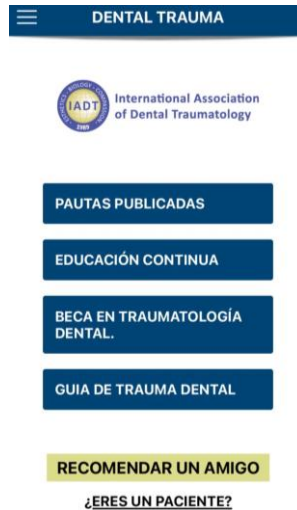 DENTAL TRAUMA
IADT
1989
International Association
of Dental Traumatology
PAUTAS PUBLICADAS
EDUCACIÓN CONTINUA
BECA EN TRAUMATOLOGÍA
DENTAL.
GUIA DE TRAUMA DENTAL
RECOMENDAR UN AMIGO
¿ERES UN PACIENTE?